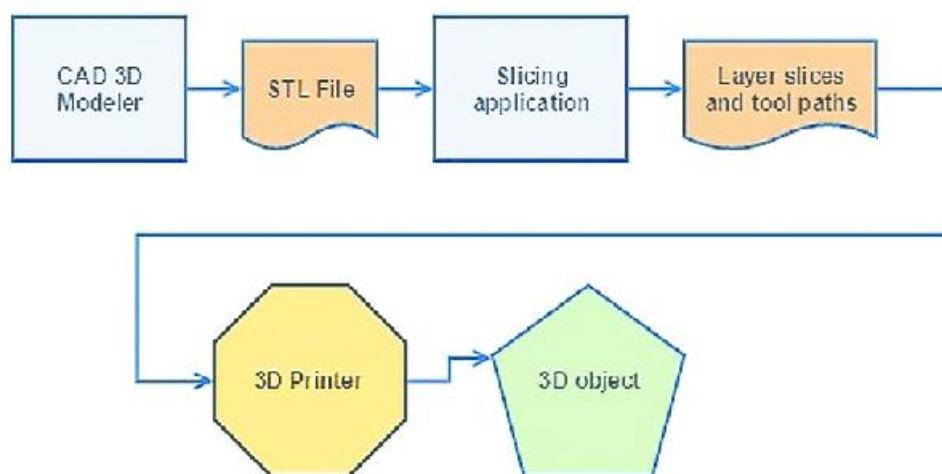 CAD 3D
Modeler
STL File
Slicing
application
Layer slices
and tool paths
3D Printer
3D object